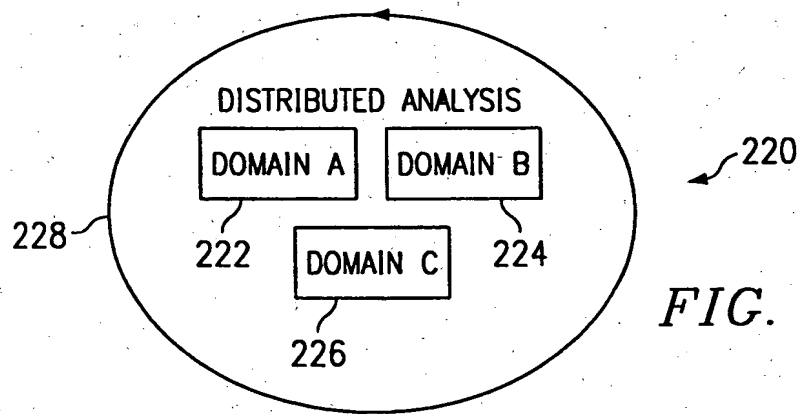 DISTRIBUTED ANALYSIS
DOMAIN A
DOMAIN B
220
228
222
DOMAIN C
224
226
FIG.